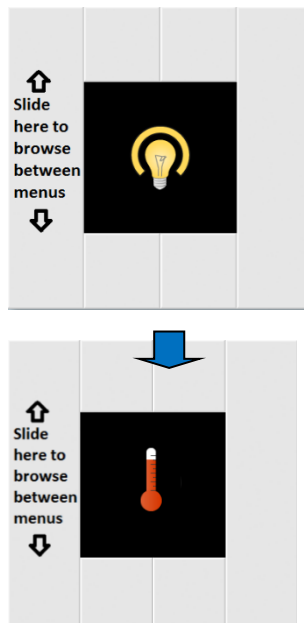 Slide
here to
browse
between
menus
Slide
here to
browse
between
menus